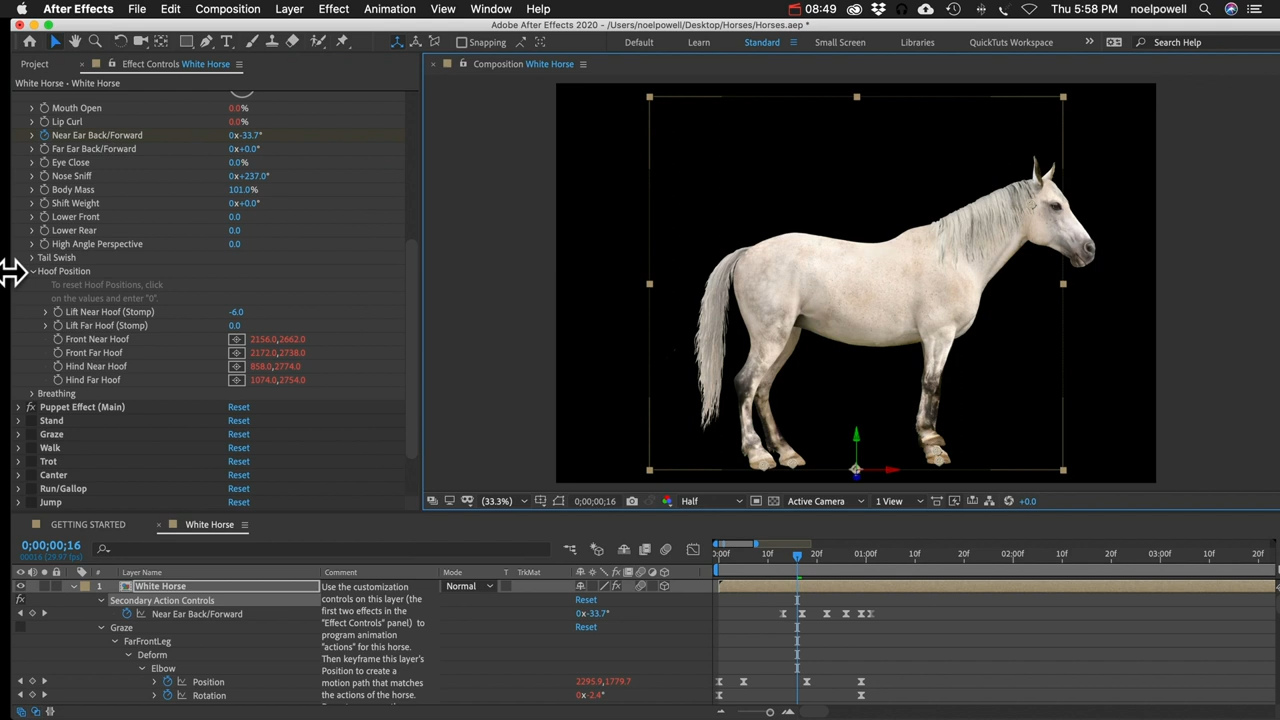 After Effects File Edit Composition Layer Effect Animation View Window Help 08:49 Thu 5:58 PM noelpowell
Adobe After Effects 2020 - /Users/noelpowell/Desktop/Horses/Horses.aep *
Snapping Default Learn Standard Small Screen Libraries QuickTuts Workspace Search Help
Project Effect Controls White Horse Composition White Horse
White Horse • White Horse
Mouth Open 0.0%
Lip Curl 0.0%
Near Ear Back/Forward 0x-33.7°
Far Ear Back/Forward 0x+0.0°
Eye Close 0.0%
Nose Sniff 0x+237.0°
Body Mass 101.0%
Shift Weight 0x+0.0°
Lower Front 0.0
Lower Rear 0.0
High Angle Perspective 0.0
Tail Swish
Hoof Position
To reset Hoof Positions, click
on the values and enter "0".
Lift Near Hoof (Stomp) -6.0
Lift Far Hoof (Stomp) 0.0
Front Near Hoof 2156.0,2662.0
Front Far Hoof 2172.0,2738.0
Hind Near Hoof 858.0,2774.0
Hind Far Hoof 1074.0,2754.0
Breathing
fx Puppet Effect (Main) Reset
Stand Reset
Graze Reset
Walk Reset
Trot Reset
Canter Reset
Run/Gallop Reset
Jump Reset
(33.3%) 0;00;00;16 Half Active Camera 1 View +0.0
GETTING STARTED White Horse
0;00;00;16
00016 (29.97 fps)
0:00f 10f 20f 01:00f 10f 20f 02:00f 10f 20f 03:00f 10f 20f
# Layer Name Comment Mode T TrkMat
1 White Horse Normal
Use the customization
controls on this layer (the
first two effects in the
"Effect Controls" panel) to
program animation
"actions" for this horse.
Then keyframe this layer's
Position to create a
motion path that matches
the actions of the horse.
fx Secondary Action Controls Reset
Near Ear Back/Forward 0x-33.7°
Graze Reset
FarFrontLeg
Deform
Elbow
Position 2295.9,1779.7
Rotation 0x-2.4°